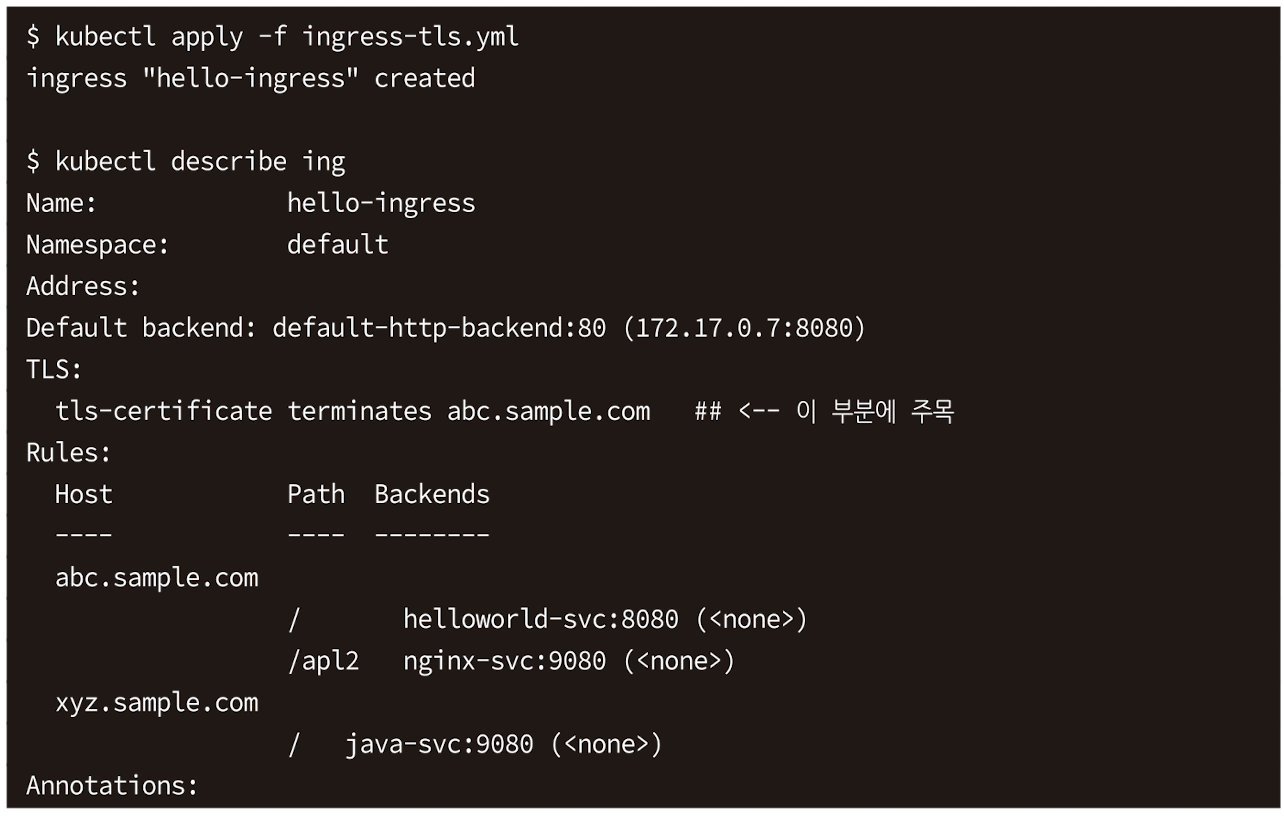 $ kubectl apply -f ingress-tls.yml
ingress "hello-ingress" created
$ kubectl describe ing
Name:             hello-ingress
Namespace:        default
Address:
Default backend: default-http-backend:80 (172.17.0.7:8080)
TLS:
  tls-certificate terminates abc.sample.com   ## <-- 이 부분에 주목
Rules:
  Host            Path  Backends
  ----            ----  --------
  abc.sample.com
                  /       helloworld-svc:8080 (<none>)
                  /apl2   nginx-svc:9080 (<none>)
  xyz.sample.com
                  /   java-svc:9080 (<none>)
Annotations: